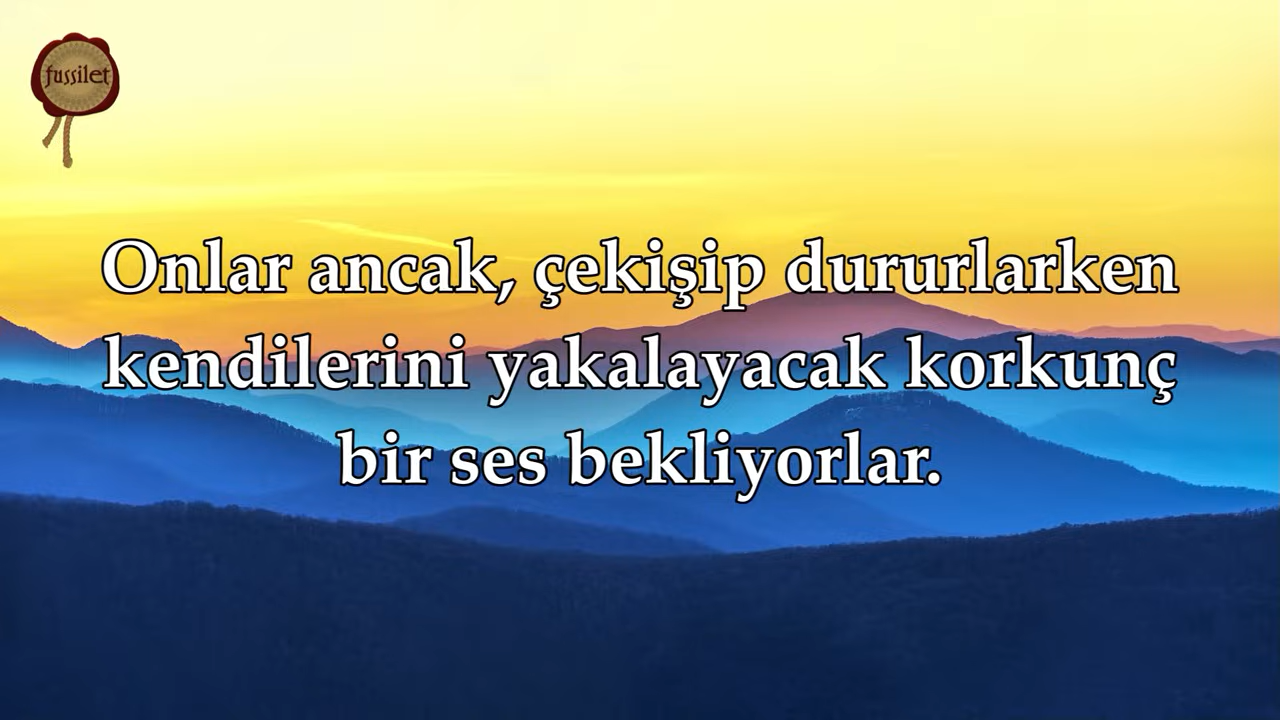 fussilet
Onlar ancak, çekişip dururlarken
kendilerini yakalayacak korkunç
bir ses bekliyorlar.